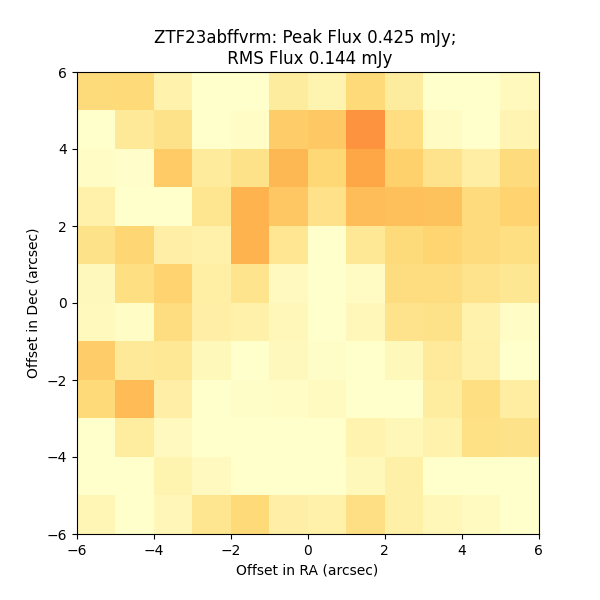 ZTF23abffvrm: Peak Flux 0.425 mJy;
RMS Flux 0.144 mJy
6
4
2
0
−2
−4
−6
Offset in Dec (arcsec)
−6 −4 −2 0 2 4 6
Offset in RA (arcsec)